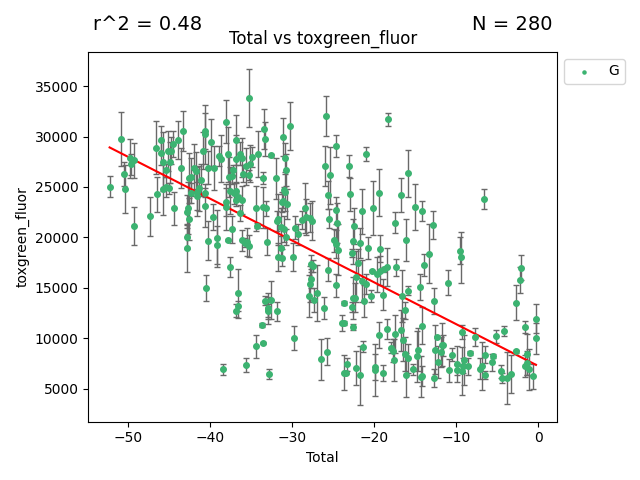 r^2 = 0.48 N = 280
Total vs toxgreen_fluor
G
35000
30000
25000
20000
15000
10000
5000
toxgreen_fluor
−50 −40 −30 −20 −10 0
Total